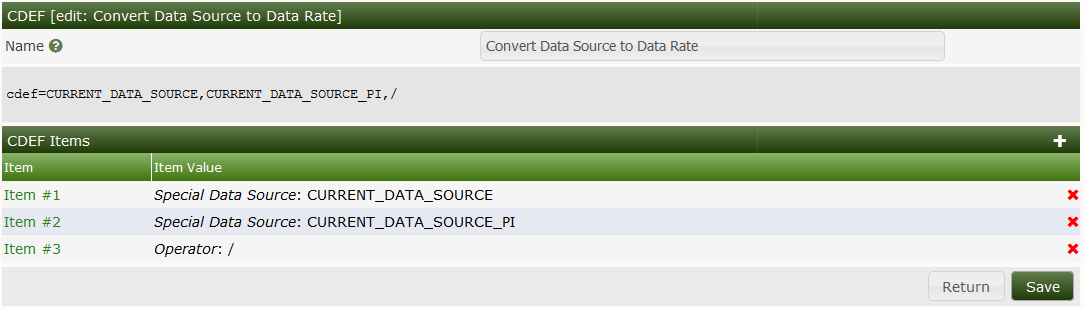 CDEF [edit: Convert Data Source to Data Rate]
Name Convert Data Source to Data Rate
cdef=CURRENT_DATA_SOURCE,CURRENT_DATA_SOURCE_PI,/
CDEF Items
Item Item Value
Item #1 Special Data Source: CURRENT_DATA_SOURCE
Item #2 Special Data Source: CURRENT_DATA_SOURCE_PI
Item #3 Operator: /
Return Save